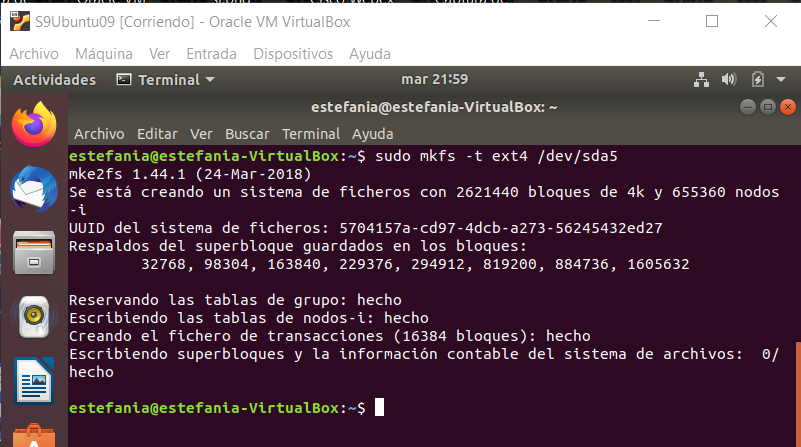 S9Ubuntu09 [Corriendo] - Oracle VM VirtualBox
Archivo Máquina Ver Entrada Dispositivos Ayuda
Actividades Terminal mar 21:59
estefania@estefania-VirtualBox: ~
Archivo Editar Ver Buscar Terminal Ayuda
estefania@estefania-VirtualBox:~$ sudo mkfs -t ext4 /dev/sda5
mke2fs 1.44.1 (24-Mar-2018)
Se está creando un sistema de ficheros con 2621440 bloques de 4k y 655360 nodos
-i
UUID del sistema de ficheros: 5704157a-cd97-4dcb-a273-56245432ed27
Respaldos del superbloque guardados en los bloques:
32768, 98304, 163840, 229376, 294912, 819200, 884736, 1605632
Reservando las tablas de grupo: hecho
Escribiendo las tablas de nodos-i: hecho
Creando el fichero de transacciones (16384 bloques): hecho
Escribiendo superbloques y la información contable del sistema de archivos:  0/
hecho
estefania@estefania-VirtualBox:~$